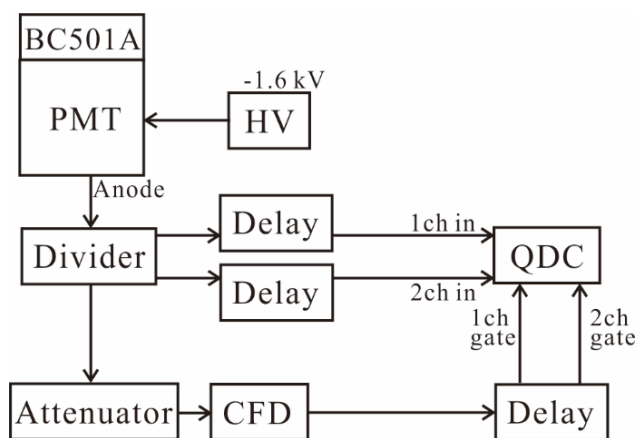 BC501A
PMT
-1.6 kV
HV
Anode
Divider
Delay
1ch in
Delay
2ch in
QDC
1ch
gate
2ch
gate
Attenuator
CFD
Delay